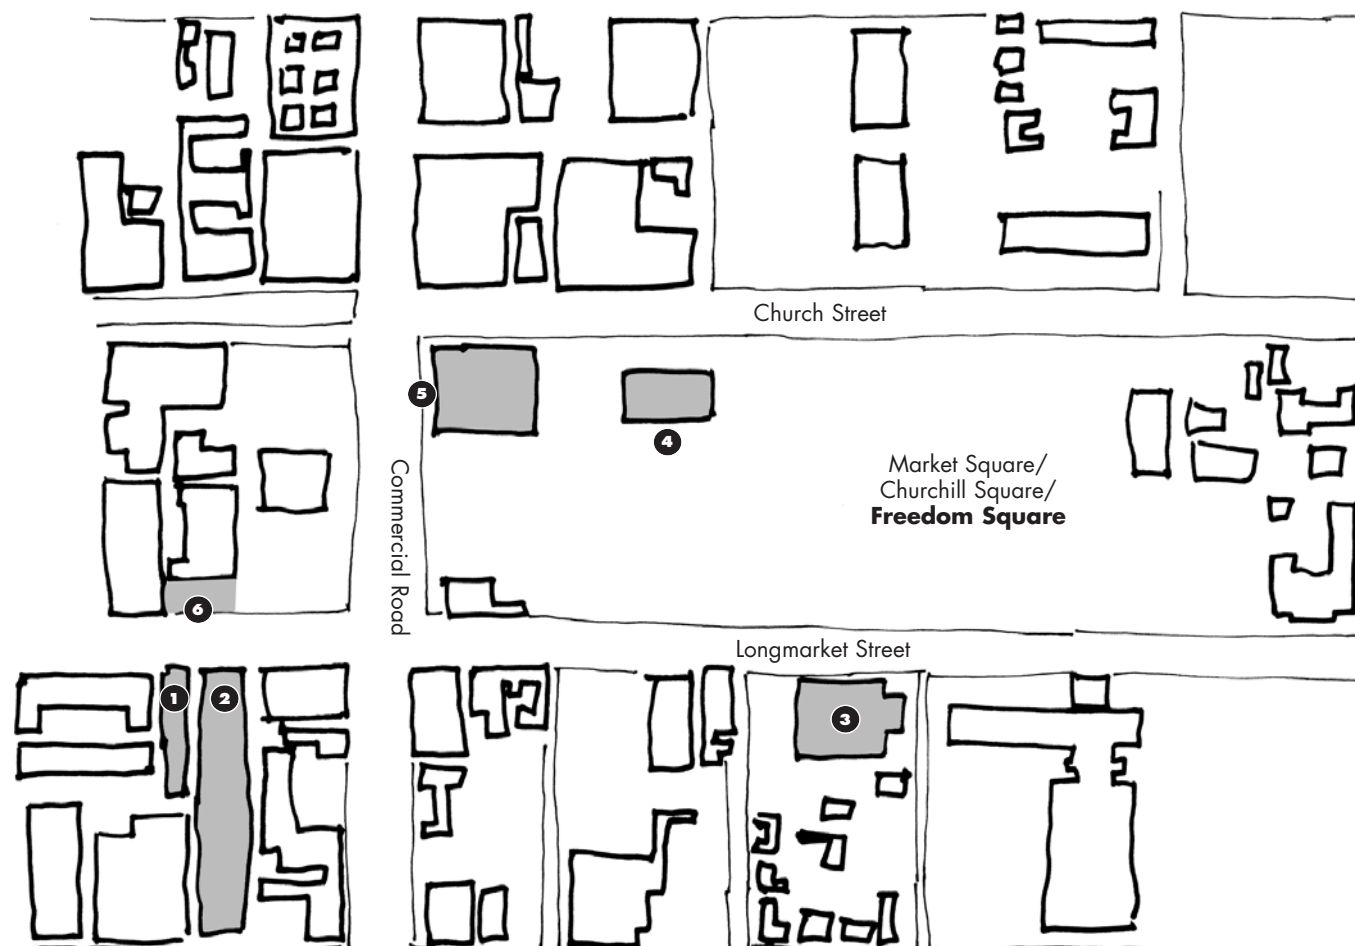 Church Street
5
4
Commercial Road
Market Square/
Churchill Square/
Freedom Square
6
Longmarket Street
1
2
3